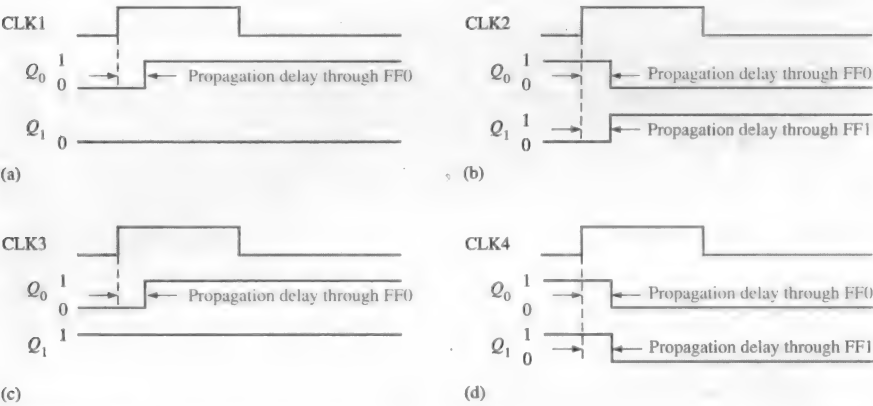 CLK1
1
Q0
0
Propagation delay through FF0
Q1
0
(a)
CLK2
1
Q0
0
Propagation delay through FF0
1
Q1
0
Propagation delay through FF1
(b)
CLK3
1
Q0
0
Propagation delay through FF0
1
Q1
(c)
CLK4
1
Q0
0
Propagation delay through FF0
1
Q1
0
Propagation delay through FF1
(d)